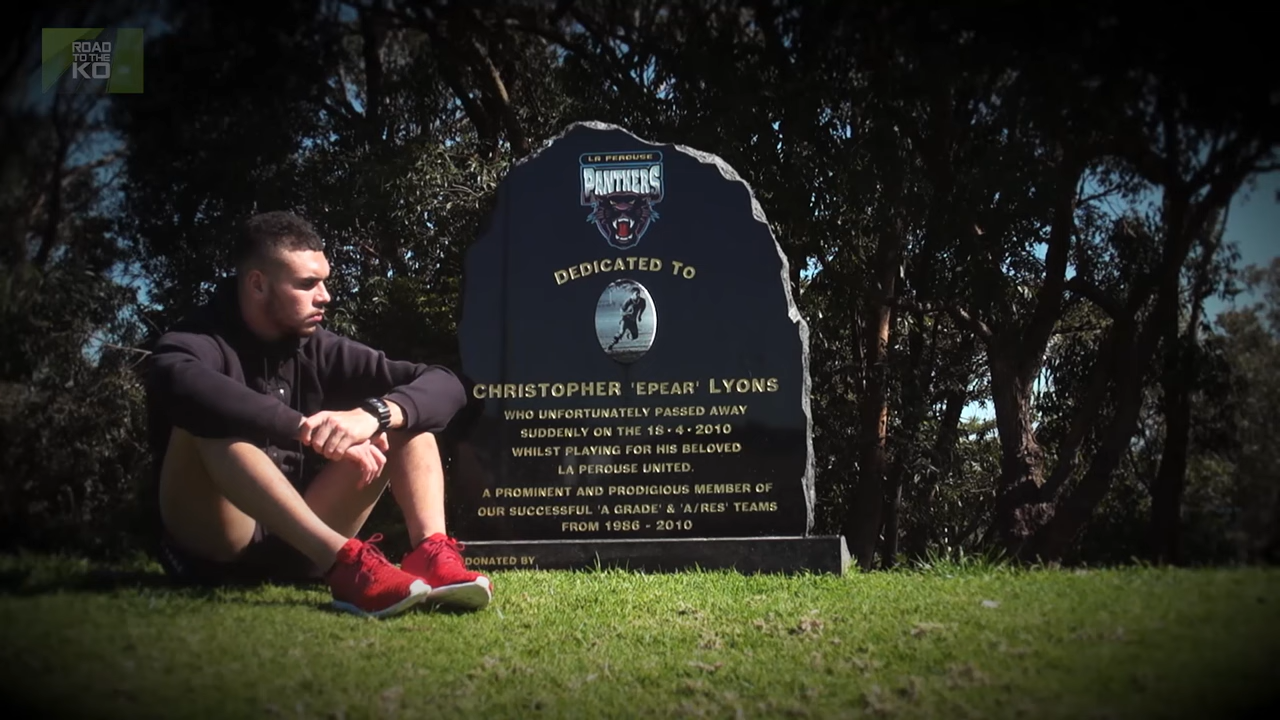 ROAD
TO THE
KO
LA PEROUSE
PANTHERS
DEDICATED TO
CHRISTOPHER 'EPEAR' LYONS
WHO UNFORTUNATELY PASSED AWAY
SUDDENLY ON THE 18•4•2010
WHILST PLAYING FOR HIS BELOVED
LA PEROUSE UNITED.
A PROMINENT AND PRODIGIOUS MEMBER OF
OUR SUCCESSFUL 'A GRADE' & 'A/RES' TEAMS
FROM 1986 - 2010
DONATED BY